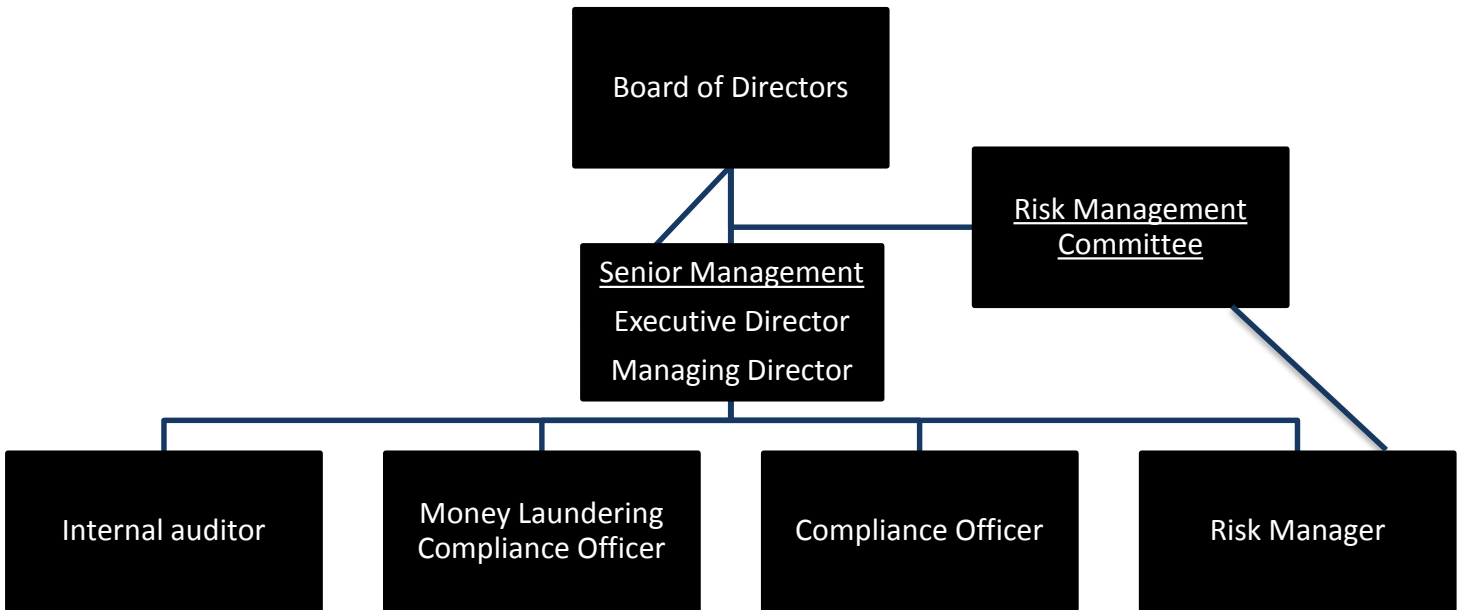 Board of Directors
Risk Management
Committee
Senior Management
Executive Director
Managing Director
Internal auditor
Money Laundering
Compliance Officer
Compliance Officer
Risk Manager